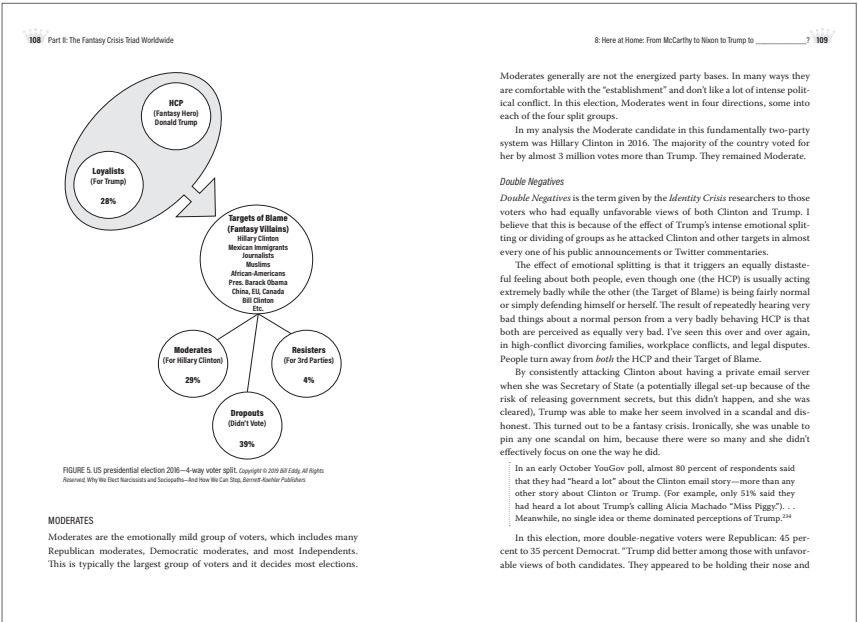 108 Part II: The Fantasy Crisis Triad Worldwide
HCP
(Fantasy Hero)
Donald Trump
Loyalists
(For Trump)
28%
Targets of Blame
(Fantasy Villains)
Hillary Clinton
Mexican Immigrants
Journalists
Muslims
African-Americans
Pres. Barack Obama
China, EU, Canada
Bill Clinton
Etc.
Moderates
(For Hillary Clinton)
29%
Resisters
(For 3rd Parties)
4%
Dropouts
(Didn't Vote)
39%
FIGURE 5. US presidential election 2016—4-way voter split. Copyright © 2019 Bill Eddy, All Rights
Reserved, Why We Elect Narcissists and Sociopaths—And How We Can Stop, Berrett-Koehler Publishers
MODERATES
Moderates are the emotionally mild group of voters, which includes many
Republican moderates, Democratic moderates, and most Independents.
This is typically the largest group of voters and it decides most elections.
8: Here at Home: From McCarthy to Nixon to Trump to ____________? 109
Moderates generally are not the energized party bases. In many ways they
are comfortable with the “establishment” and don’t like a lot of intense polit-
ical conflict. In this election, Moderates went in four directions, some into
each of the four split groups.
In my analysis the Moderate candidate in this fundamentally two-party
system was Hillary Clinton in 2016. The majority of the country voted for
her by almost 3 million votes more than Trump. They remained Moderate.
Double Negatives
Double Negatives is the term given by the Identity Crisis researchers to those
voters who had equally unfavorable views of both Clinton and Trump. I
believe that this is because of the effect of Trump’s intense emotional split-
ting or dividing of groups as he attacked Clinton and other targets in almost
every one of his public announcements or Twitter commentaries.
The effect of emotional splitting is that it triggers an equally distaste-
ful feeling about both people, even though one (the HCP) is usually acting
extremely badly while the other (the Target of Blame) is being fairly normal
or simply defending himself or herself. The result of repeatedly hearing very
bad things about a normal person from a very badly behaving HCP is that
both are perceived as equally very bad. I’ve seen this over and over again,
in high-conflict divorcing families, workplace conflicts, and legal disputes.
People turn away from both the HCP and their Target of Blame.
By consistently attacking Clinton about having a private email server
when she was Secretary of State (a potentially illegal set-up because of the
risk of releasing government secrets, but this didn’t happen, and she was
cleared), Trump was able to make her seem involved in a scandal and dis-
honest. This turned out to be a fantasy crisis. Ironically, she was unable to
pin any one scandal on him, because there were so many and she didn’t
effectively focus on one the way he did.
In an early October YouGov poll, almost 80 percent of respondents said
that they had “heard a lot” about the Clinton email story—more than any
other story about Clinton or Trump. (For example, only 51% said they
had heard a lot about Trump’s calling Alicia Machado “Miss Piggy.”). . .
Meanwhile, no single idea or theme dominated perceptions of Trump.234
In this election, more double-negative voters were Republican: 45 per-
cent to 35 percent Democrat. “Trump did better among those with unfavor-
able views of both candidates. They appeared to be holding their nose and